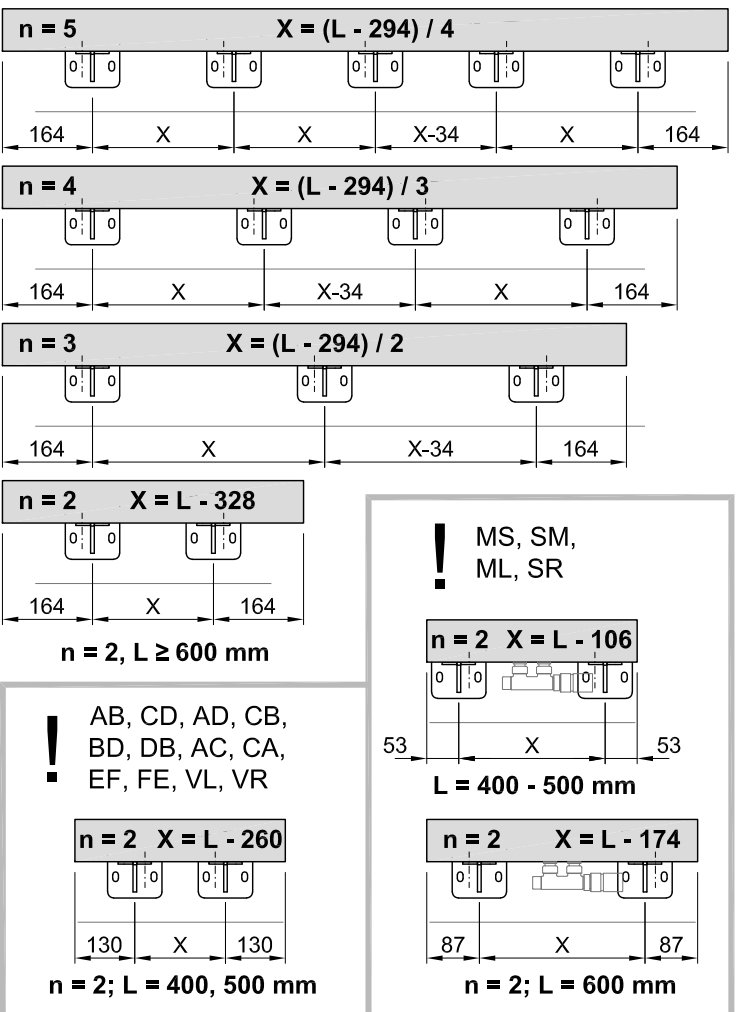 n = 5 X = (L - 294) / 4
164 X X X-34 X 164
n = 4 X = (L - 294) / 3
164 X X-34 X 164
n = 3 X = (L - 294) / 2
164 X X-34 164
n = 2 X = L - 328
164 X 164
n = 2, L ≥ 600 mm
! AB, CD, AD, CB,
BD, DB, AC, CA,
EF, FE, VL, VR
n = 2 X = L - 260
130 X 130
n = 2; L = 400, 500 mm
! MS, SM,
ML, SR
n = 2 X = L - 106
53 X 53
L = 400 - 500 mm
n = 2 X = L - 174
87 X 87
n = 2; L = 600 mm